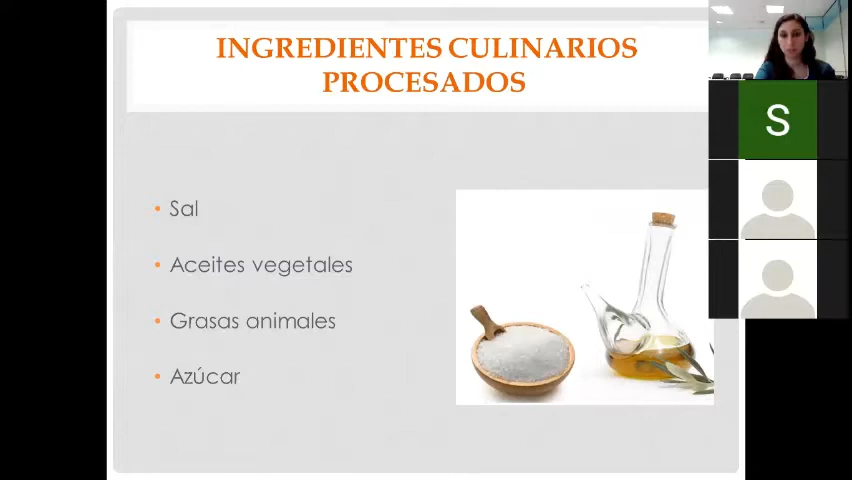 INGREDIENTES CULINARIOS
PROCESADOS
• Sal
• Aceites vegetales
• Grasas animales
• Azúcar
S